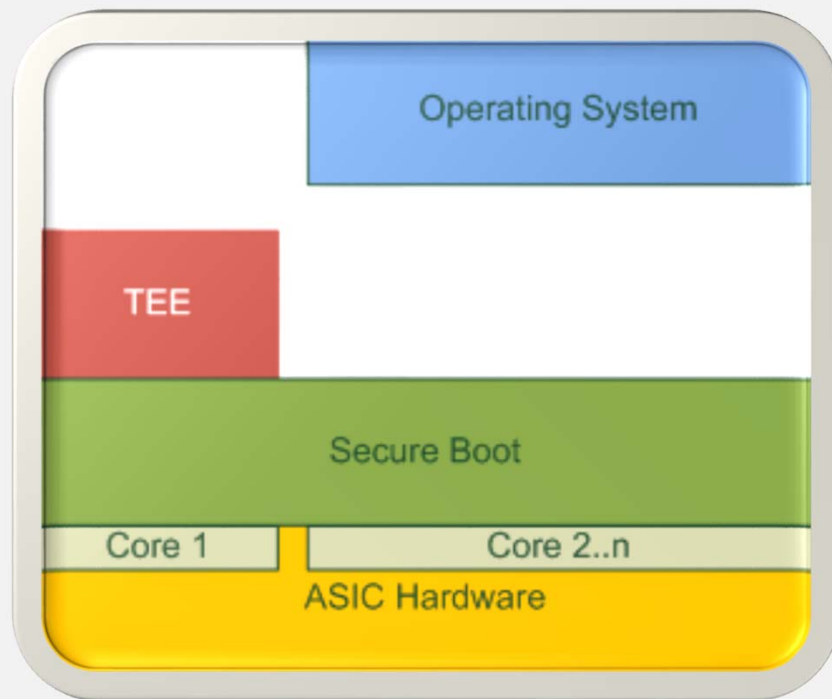 Operating System
TEE
Secure Boot
Core 1
Core 2..n
ASIC Hardware